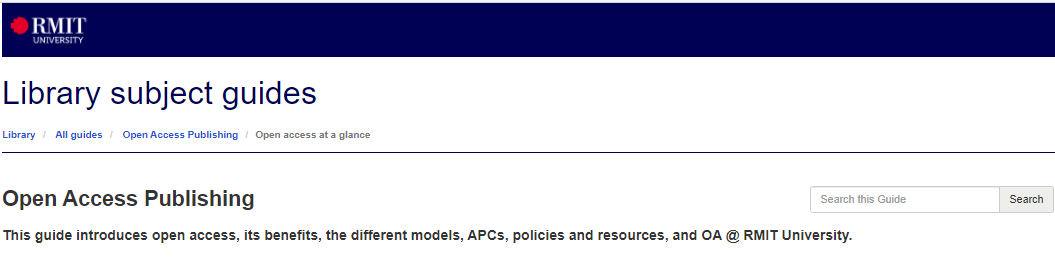 RMIT
UNIVERSITY
Library subject guides
Library / All guides / Open Access Publishing / Open access at a glance
Open Access Publishing
Search this Guide Search
This guide introduces open access, its benefits, the different models, APCs, policies and resources, and OA @ RMIT University.